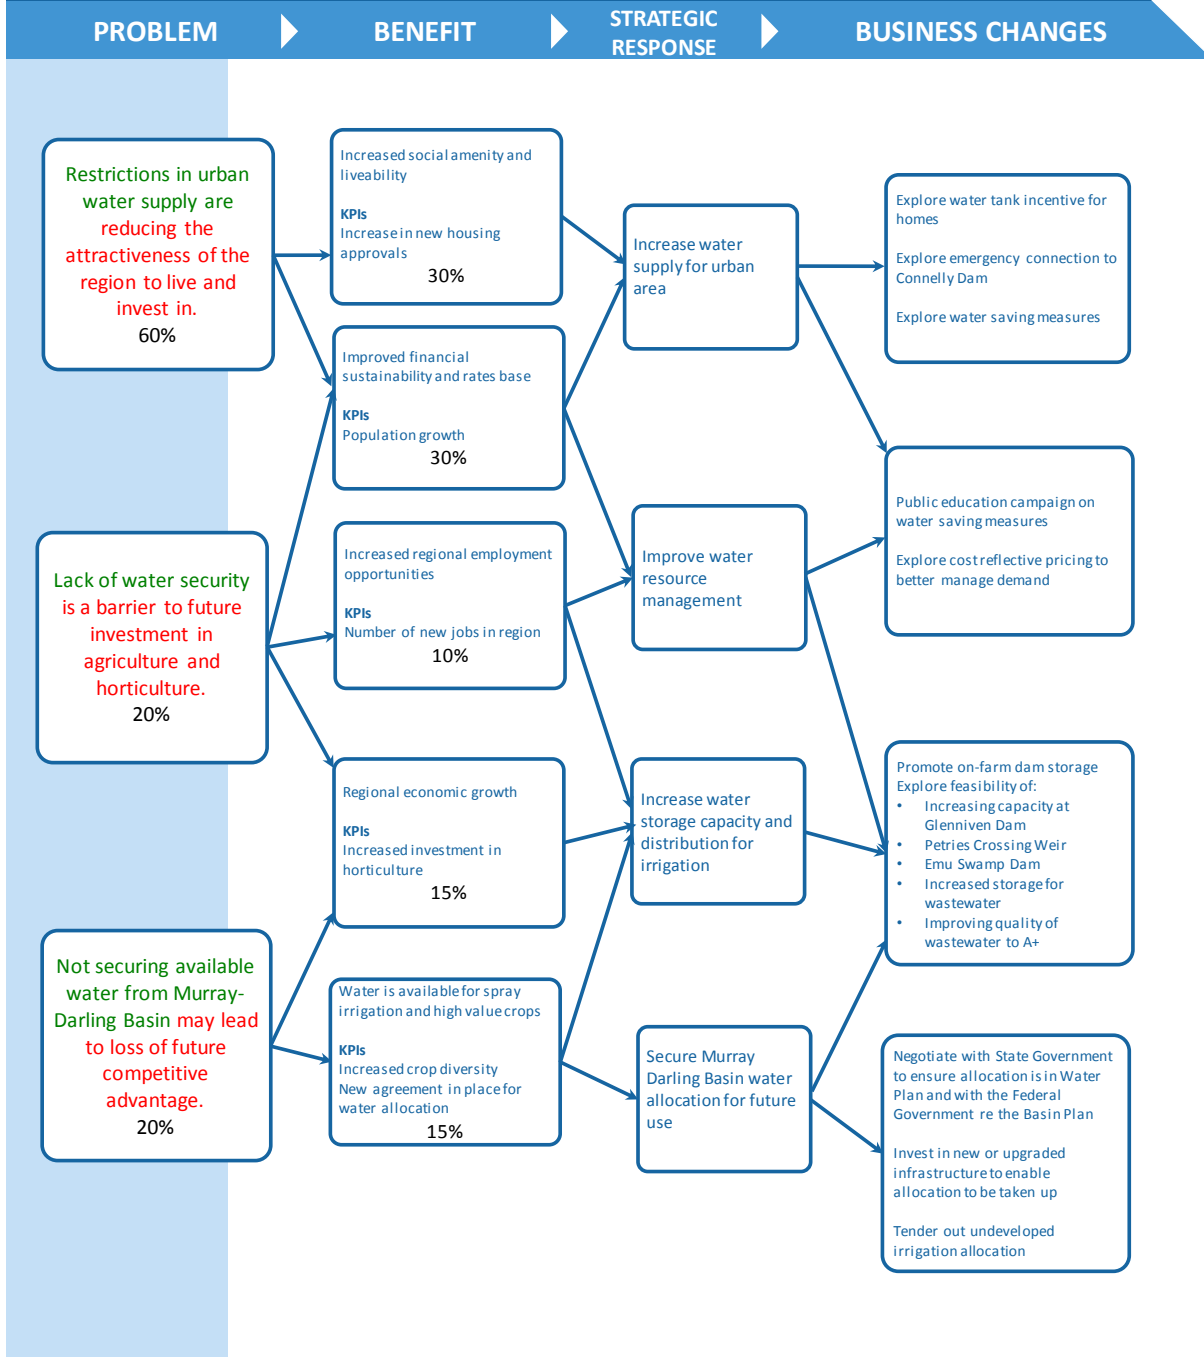 PROBLEM
BENEFIT
STRATEGIC
RESPONSE
BUSINESS CHANGES
Restrictions in urban
water supply are
reducing the
attractiveness of the
region to live and
invest in.
60%
Lack of water security
is a barrier to future
investment in
agriculture and
horticulture.
20%
Not securing available
water from Murray-
Darling Basin may lead
to loss of future
competitive
advantage.
20%
Increased social amenity and
liveability
KPIs
Increase in new housing
approvals
30%
Improved financial
sustainability and rates base
KPIs
Population growth
30%
Increased regional employment
opportunities
KPIs
Number of new jobs in region
10%
Regional economic growth
KPIs
Increased investment in
horticulture
15%
Water is available for spray
irrigation and high value crops
KPIs
Increased crop diversity
New agreement in place for
water allocation
15%
Increase water
supply for urban
area
Improve water
resource
management
Increase water
storage capacity and
distribution for
irrigation
Secure Murray
Darling Basin water
allocation for future
use
Explore water tank incentive for
homes
Explore emergency connection to
Connelly Dam
Explore water saving measures
Public education campaign on
water saving measures
Explore cost reflective pricing to
better manage demand
Promote on-farm dam storage
Explore feasibility of:
• Increasing capacity at
Glenniven Dam
• Petries Crossing Weir
• Emu Swamp Dam
• Increased storage for
wastewater
• Improving quality of
wastewater to A+
Negotiate with State Government
to ensure allocation is in Water
Plan and with the Federal
Government re the Basin Plan
Invest in new or upgraded
infrastructure to enable
allocation to be taken up
Tender out undeveloped
irrigation allocation